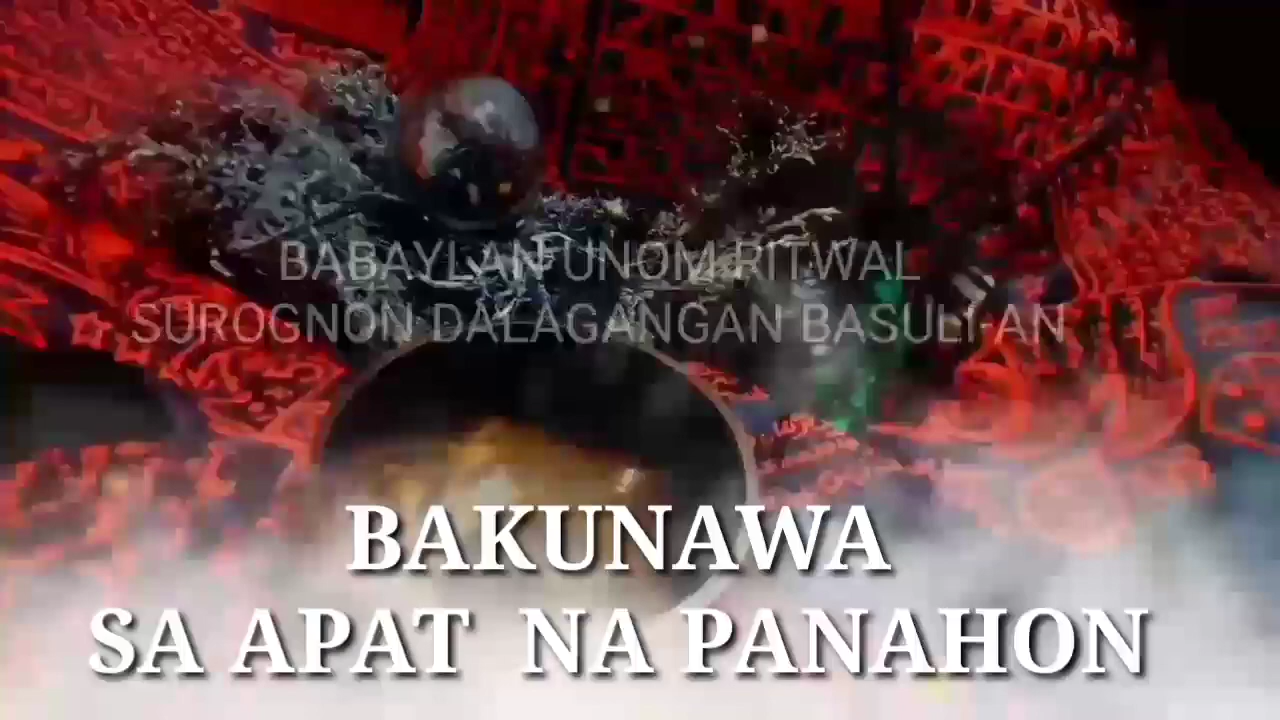 BABAYLAN UNOM RITWAL
SUROGNON DALAGANGAN BASULI-AN
BAKUNAWA
SA APAT NA PANAHON